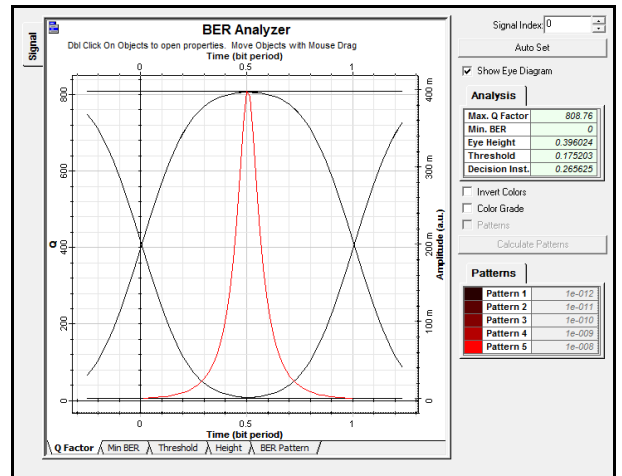 Signal
BER Analyzer
Dbl Click On Objects to open properties. Move Objects with Mouse Drag
Time (bit period)
0 0.5 1
Q
0 200 400 600 800
Amplitude (a.u.)
0 100 m 200 m 300 m 400 m
0 0.5 1
Time (bit period)
Q Factor Min BER Threshold Height BER Pattern
Signal Index: 0
Auto Set
Show Eye Diagram
Analysis
Max. Q Factor 808.76
Min. BER 0
Eye Height 0.396024
Threshold 0.175203
Decision Inst. 0.265625
Invert Colors
Color Grade
Patterns
Calculate Patterns
Patterns
Pattern 1 1e-012
Pattern 2 1e-011
Pattern 3 1e-010
Pattern 4 1e-009
Pattern 5 1e-008